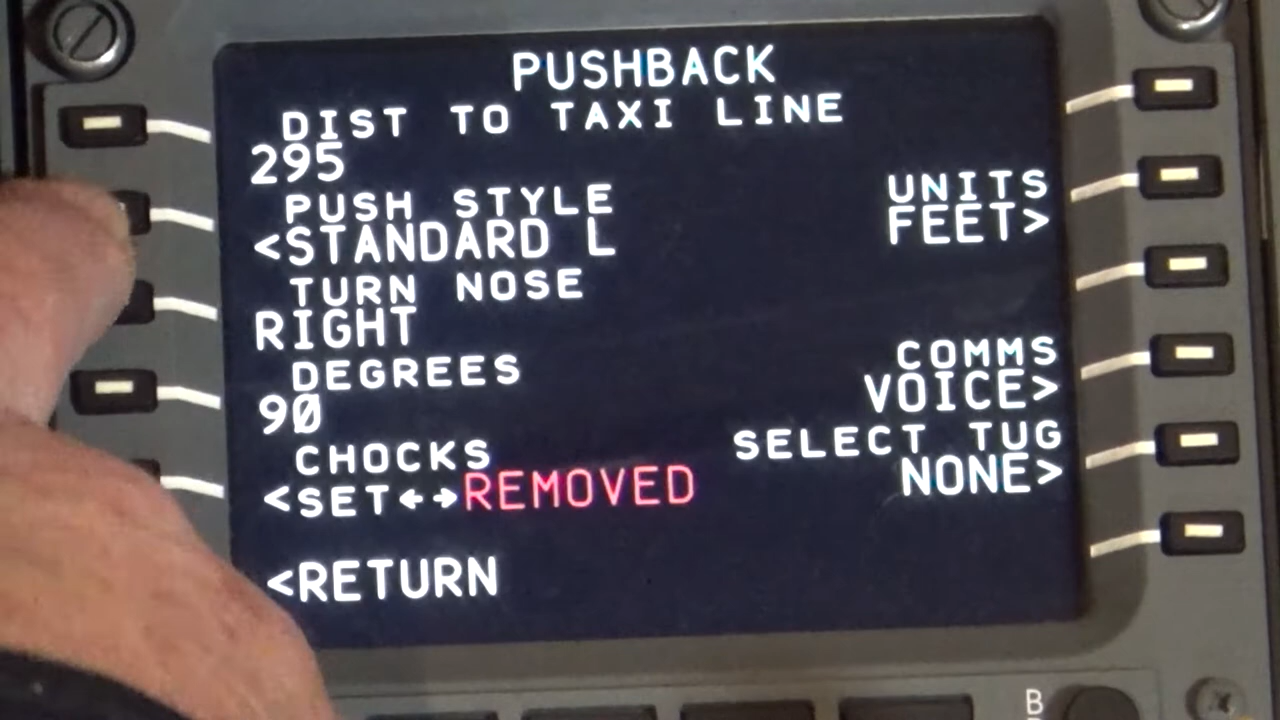 PUSHBACK
DIST TO TAXI LINE
295
PUSH STYLE UNITS
<STANDARD L FEET>
TURN NOSE
RIGHT
DEGREES COMMS
90 VOICE>
CHOCKS SELECT TUG
<SET←→REMOVED NONE>
<RETURN
B